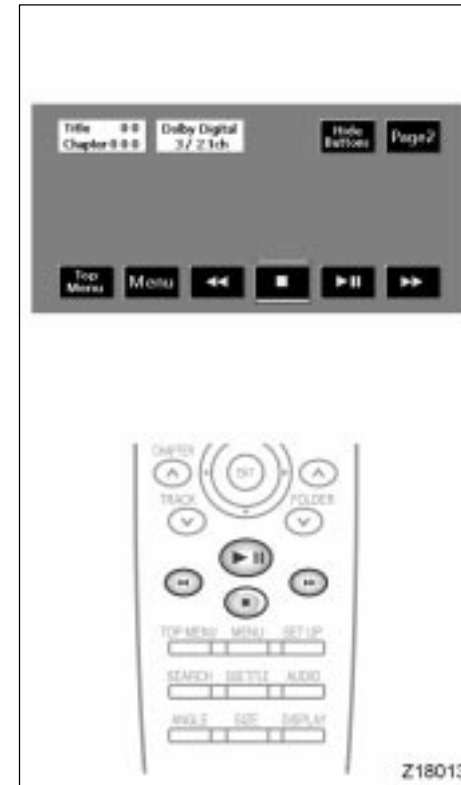 Title 0 0
Chapter 0 0 0
Dolby Digital
3 / 2.1ch
Hide
Buttons
Page2
Top
Menu
Menu
CHAPTER
ENT
TRACK
FOLDER
TOP MENU MENU SET UP
SEARCH SUBTITLE AUDIO
ANGLE SIZE DISPLAY
Z18013